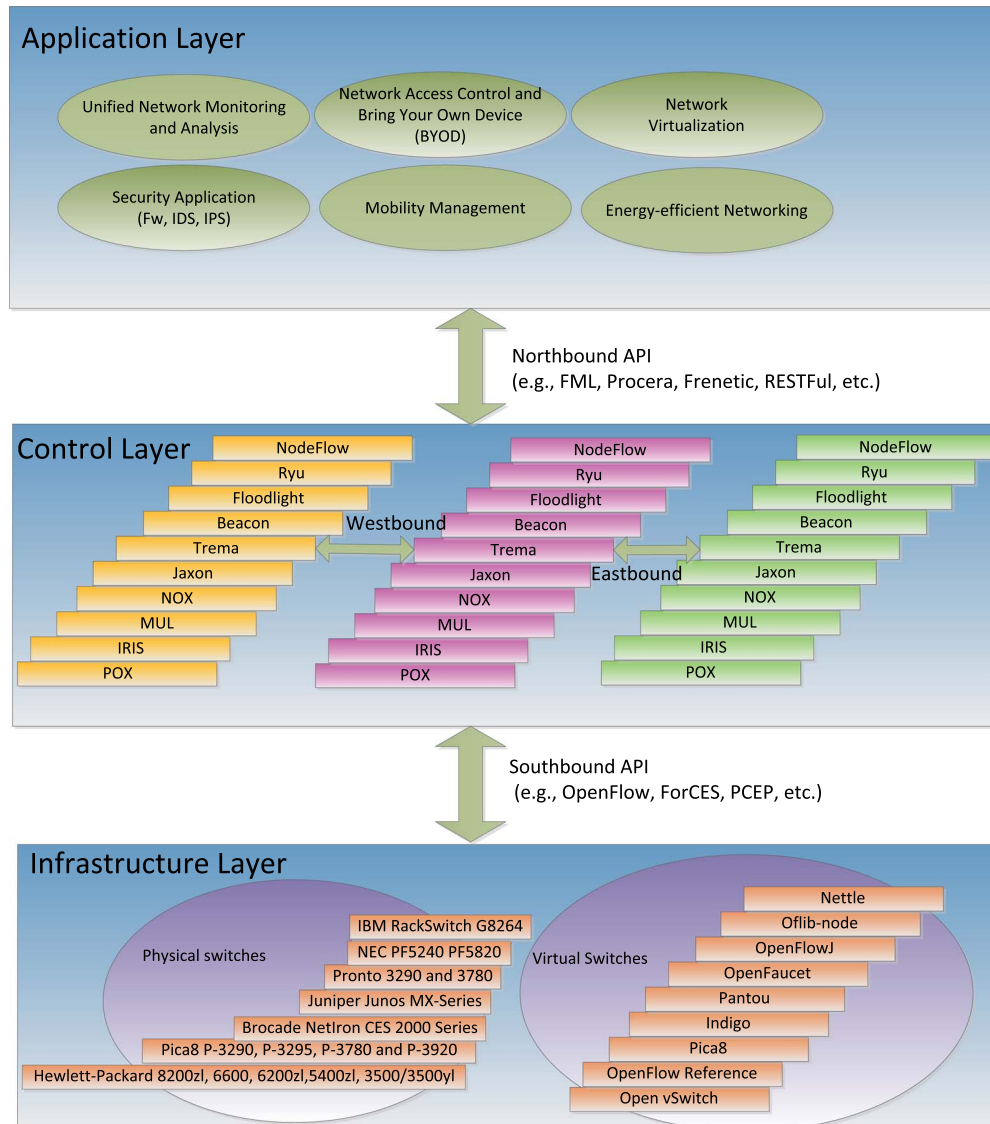 Application Layer
Unified Network Monitoring
and Analysis
Network Access Control and
Bring Your Own Device
(BYOD)
Network
Virtualization
Security Application
(Fw, IDS, IPS)
Mobility Management
Energy-efficient Networking
Northbound API
(e.g., FML, Procera, Frenetic, RESTFul, etc.)
Control Layer
NodeFlow
Ryu
Floodlight
Beacon
Trema
Jaxon
NOX
MUL
IRIS
POX
Westbound
NodeFlow
Ryu
Floodlight
Beacon
Trema
Jaxon
NOX
MUL
IRIS
POX
Eastbound
NodeFlow
Ryu
Floodlight
Beacon
Trema
Jaxon
NOX
MUL
IRIS
POX
Southbound API
(e.g., OpenFlow, ForCES, PCEP, etc.)
Infrastructure Layer
Physical switches
IBM RackSwitch G8264
NEC PF5240 PF5820
Pronto 3290 and 3780
Juniper Junos MX-Series
Brocade NetIron CES 2000 Series
Pica8 P-3290, P-3295, P-3780 and P-3920
Hewlett-Packard 8200zl, 6600, 6200zl,5400zl, 3500/3500yl
Virtual Switches
Nettle
Oflib-node
OpenFlowJ
OpenFaucet
Pantou
Indigo
Pica8
OpenFlow Reference
Open vSwitch